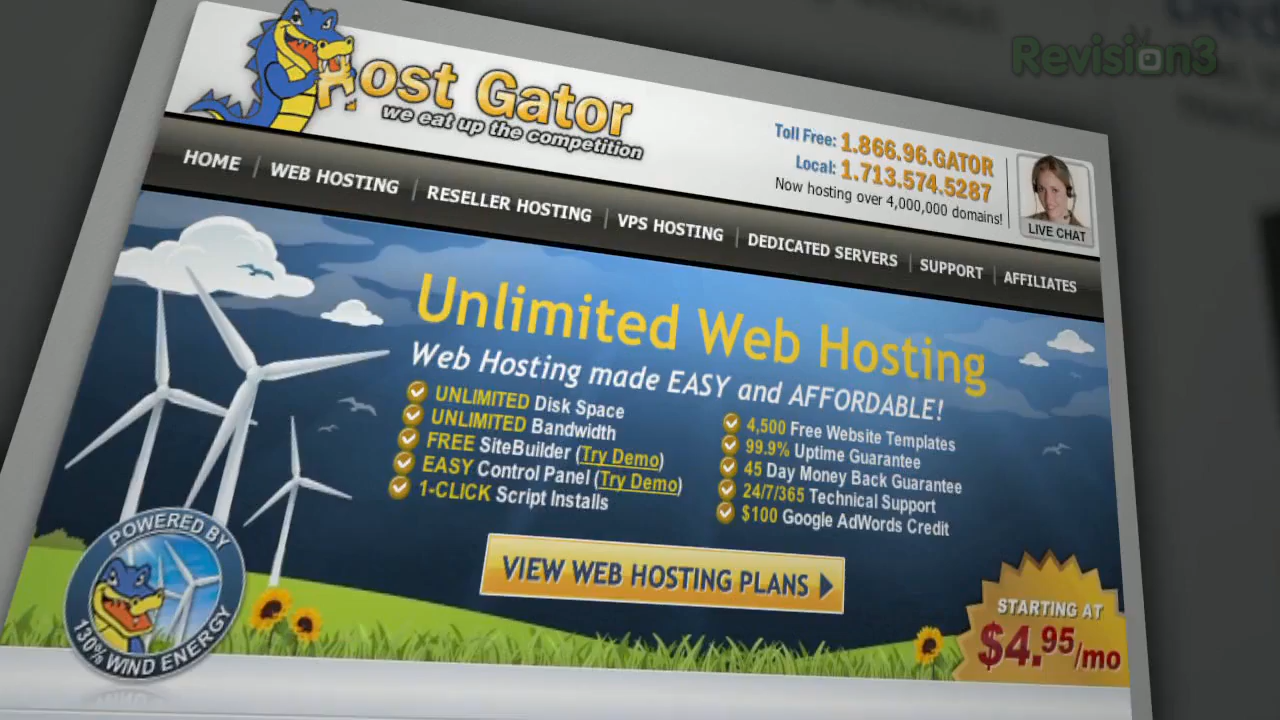 Revision3
Host Gator
we eat up the competition
Toll Free: 1.866.96.GATOR
Local: 1.713.574.5287
Now hosting over 4,000,000 domains!
LIVE CHAT
HOME
WEB HOSTING
RESELLER HOSTING
VPS HOSTING
DEDICATED SERVERS
SUPPORT
AFFILIATES
Unlimited Web Hosting
Web Hosting made EASY and AFFORDABLE!
UNLIMITED Disk Space
UNLIMITED Bandwidth
FREE SiteBuilder (Try Demo)
EASY Control Panel (Try Demo)
1-CLICK Script Installs
4,500 Free Website Templates
99.9% Uptime Guarantee
45 Day Money Back Guarantee
24/7/365 Technical Support
$100 Google AdWords Credit
VIEW WEB HOSTING PLANS
POWERED BY
130% WIND ENERGY
STARTING AT
$4.95/mo